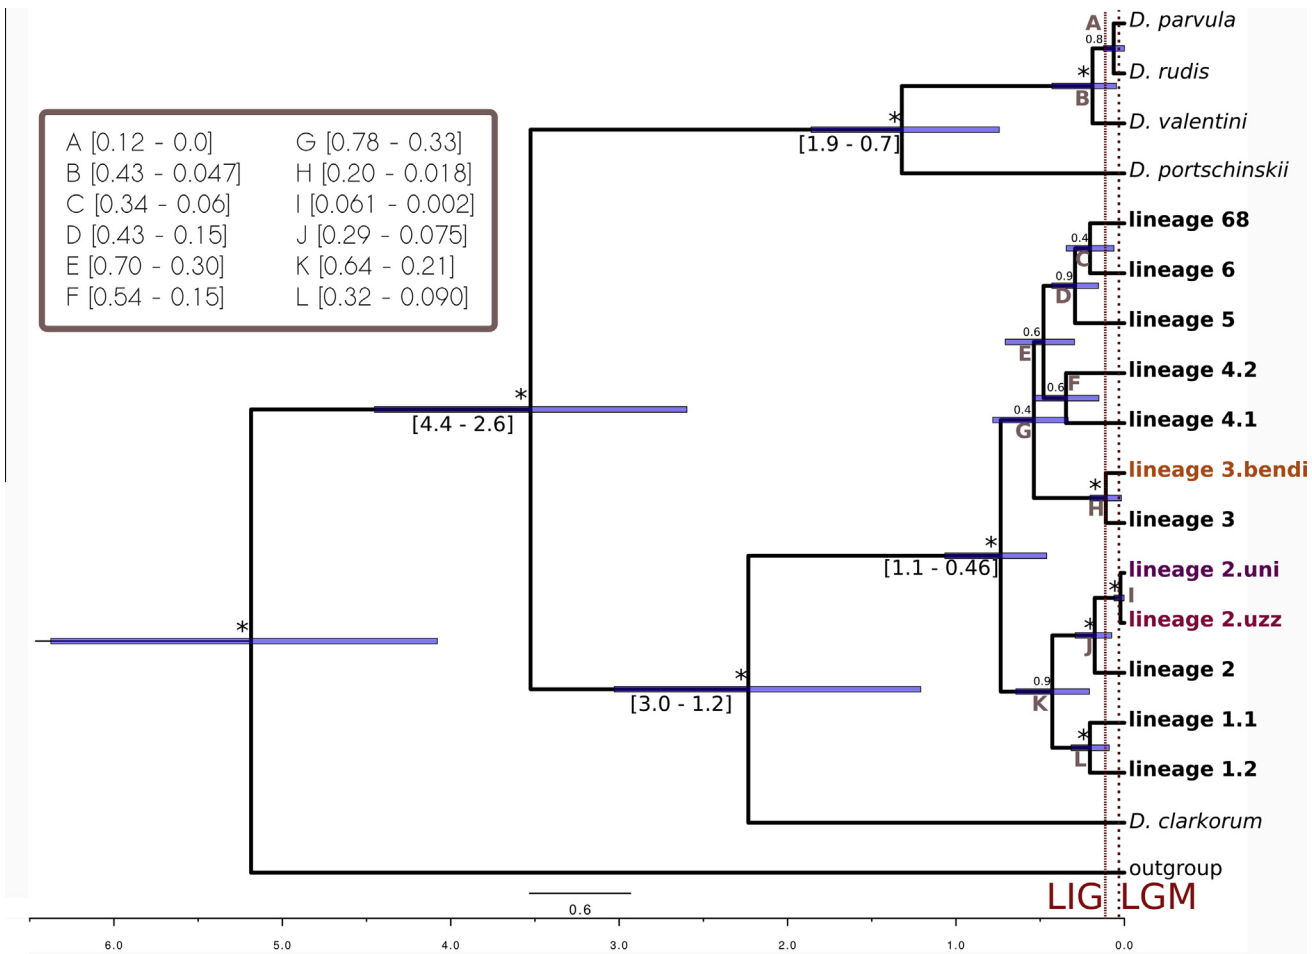 D. parvula
A
0.8
D. rudis
*
B
D. valentini
*
[1.9 - 0.7]
D. portschinskii
A [0.12 - 0.0]
B [0.43 - 0.047]
C [0.34 - 0.06]
D [0.43 - 0.15]
E [0.70 - 0.30]
F [0.54 - 0.15]
G [0.78 - 0.33]
H [0.20 - 0.018]
I [0.061 - 0.002]
J [0.29 - 0.075]
K [0.64 - 0.21]
L [0.32 - 0.090]
lineage 68
0.4
C
lineage 6
0.9
D
lineage 5
0.6
E
lineage 4.2
F
0.6
*
[4.4 - 2.6]
0.4
G
lineage 4.1
lineage 3.bendi
*
H
lineage 3
*
[1.1 - 0.46]
lineage 2.uni
*
I
lineage 2.uzz
*
*
J
lineage 2
*
[3.0 - 1.2]
0.9
K
lineage 1.1
*
L
lineage 1.2
D. clarkorum
outgroup
LIG LGM
0.6
6.0 5.0 4.0 3.0 2.0 1.0 0.0